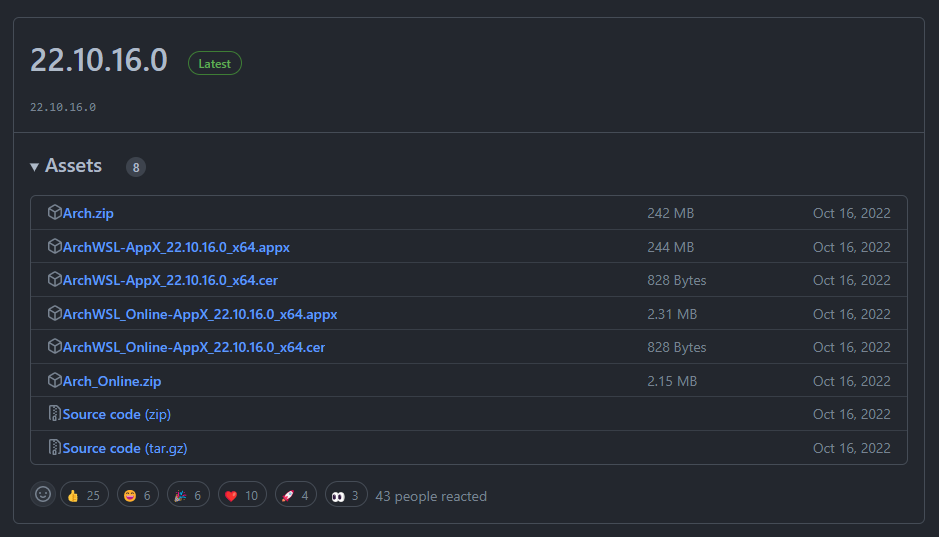 22.10.16.0 Latest
22.10.16.0
Assets 8
Arch.zip 242 MB Oct 16, 2022
ArchWSL-AppX_22.10.16.0_x64.appx 244 MB Oct 16, 2022
ArchWSL-AppX_22.10.16.0_x64.cer 828 Bytes Oct 16, 2022
ArchWSL_Online-AppX_22.10.16.0_x64.appx 2.31 MB Oct 16, 2022
ArchWSL_Online-AppX_22.10.16.0_x64.cer 828 Bytes Oct 16, 2022
Arch_Online.zip 2.15 MB Oct 16, 2022
Source code (zip) Oct 16, 2022
Source code (tar.gz) Oct 16, 2022
25 6 6 10 4 3 43 people reacted